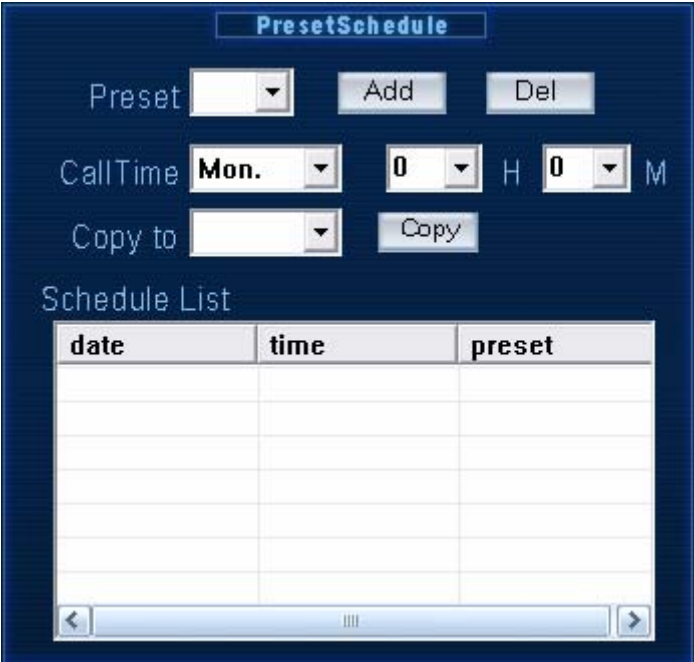 PresetSchedule
Preset Add Del
CallTime Mon. 0 H 0 M
Copy to Copy
Schedule List
date time preset